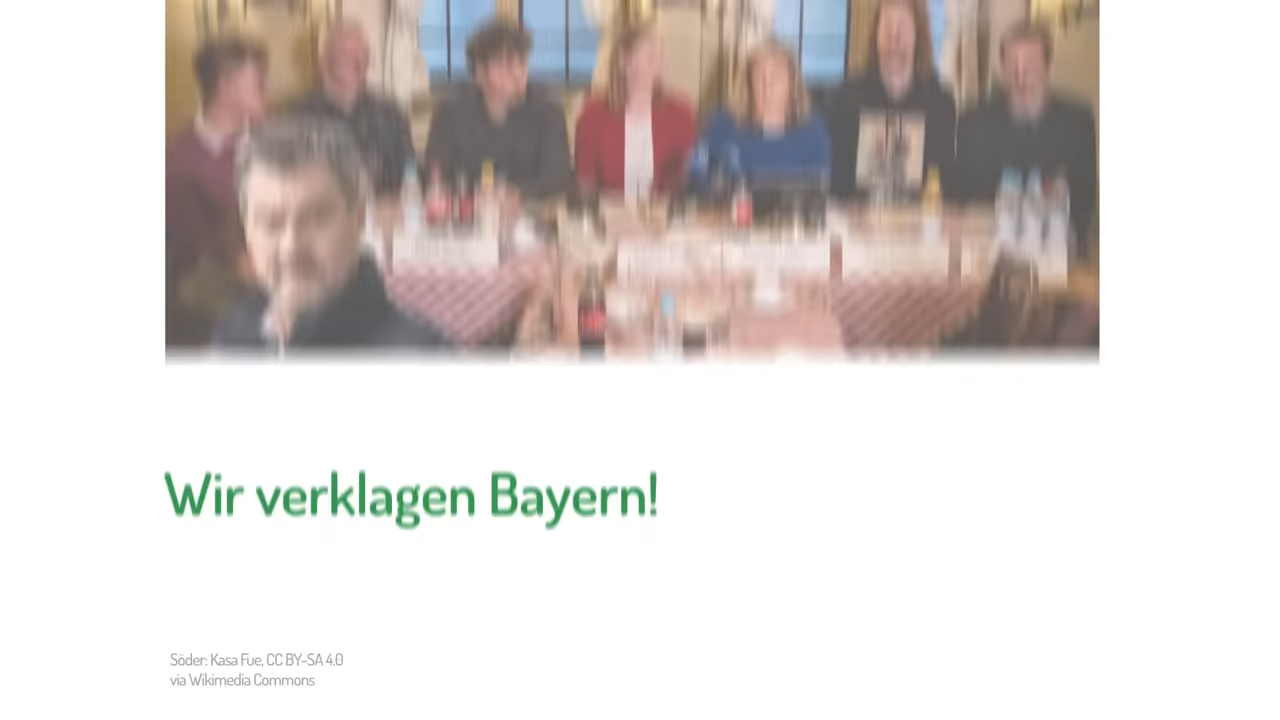 Wir verklagen Bayern!
Söder: Kasa Fue, CC BY-SA 4.0
via Wikimedia Commons